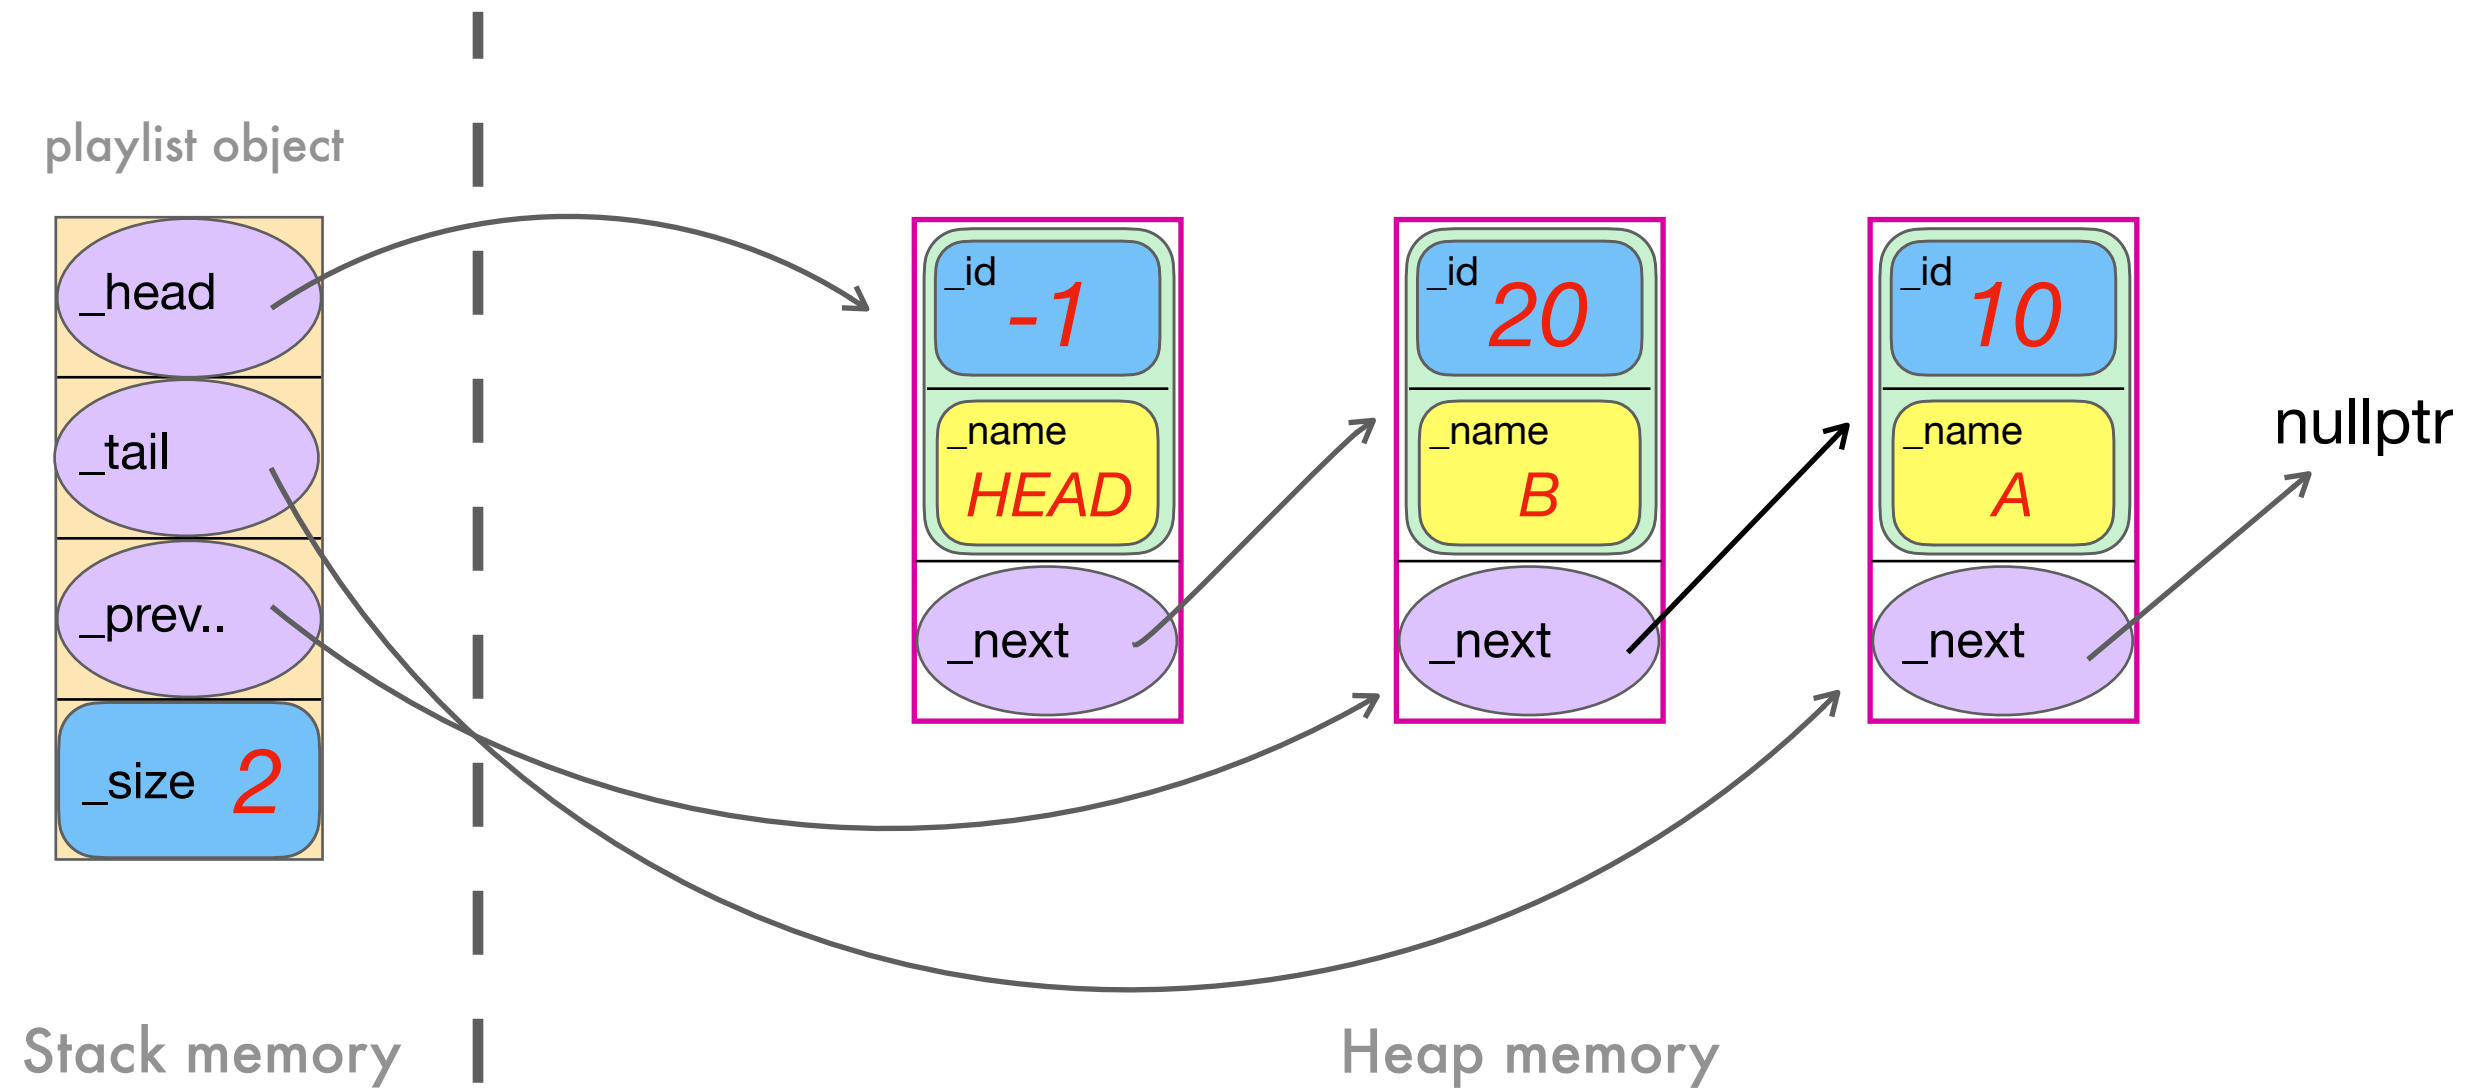 playlist object
_head
_tail
_prev..
_size 2
_id
-1
_name
HEAD
_next
_id
20
_name
B
_next
_id
10
_name
A
_next
nullptr
Stack memory
Heap memory